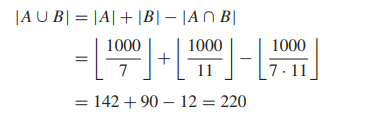 |A ∪ B| = |A| + |B| − |A ∩ B|
= ⌊1000/7⌋ + ⌊1000/11⌋ − ⌊1000/7 · 11⌋
= 142 + 90 − 12 = 220